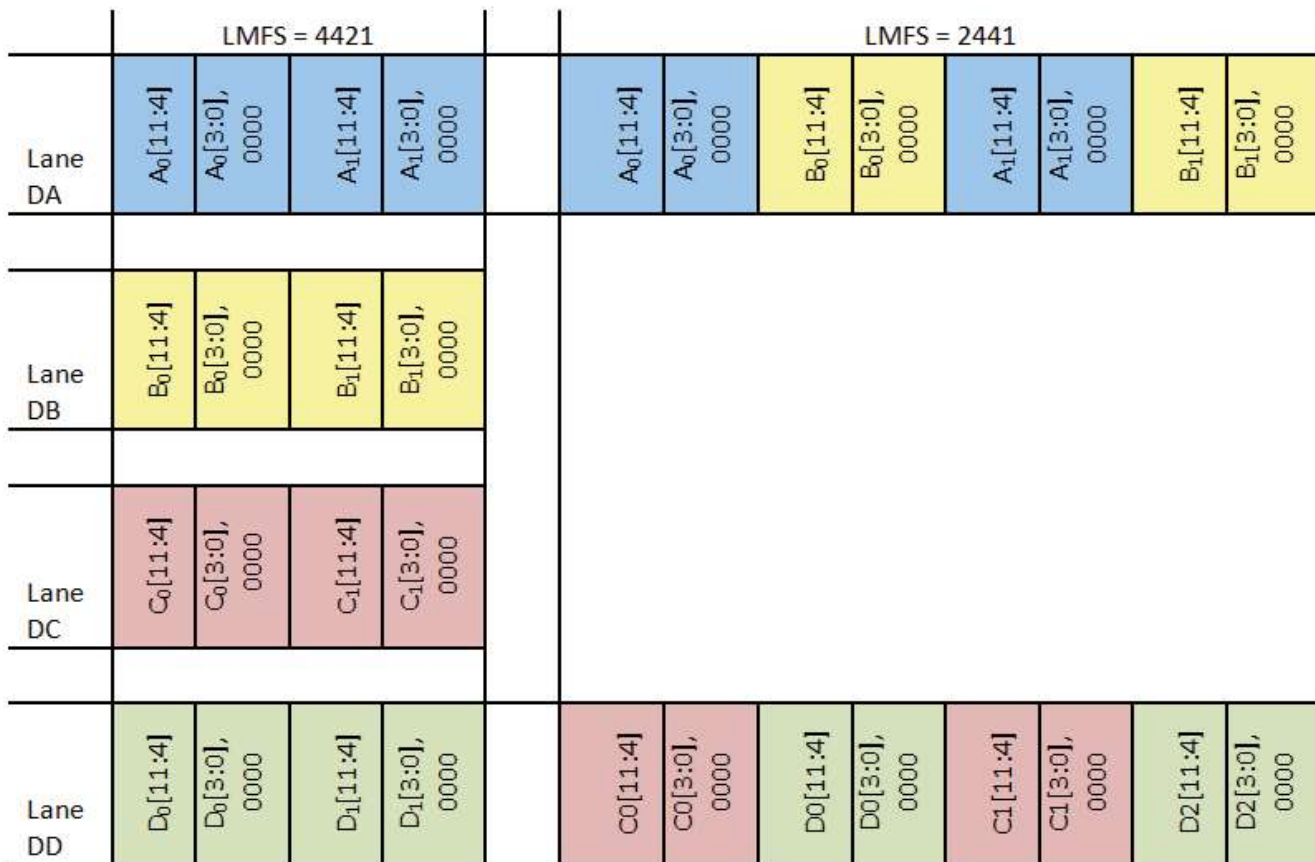 LMFS = 4421
LMFS = 2441
Lane
DA
A₀[11:4]
A₀[3:0],
0000
A₁[11:4]
A₁[3:0],
0000
A₀[11:4]
A₀[3:0],
0000
B₀[11:4]
B₀[3:0],
0000
A₁[11:4]
A₁[3:0],
0000
B₁[11:4]
B₁[3:0],
0000
Lane
DB
B₀[11:4]
B₀[3:0],
0000
B₁[11:4]
B₁[3:0],
0000
Lane
DC
C₀[11:4]
C₀[3:0],
0000
C₁[11:4]
C₁[3:0],
0000
Lane
DD
D₀[11:4]
D₀[3:0],
0000
D₁[11:4]
D₁[3:0],
0000
C0[11:4]
C0[3:0],
0000
D0[11:4]
D0[3:0],
0000
C1[11:4]
C1[3:0],
0000
D2[11:4]
D2[3:0],
0000